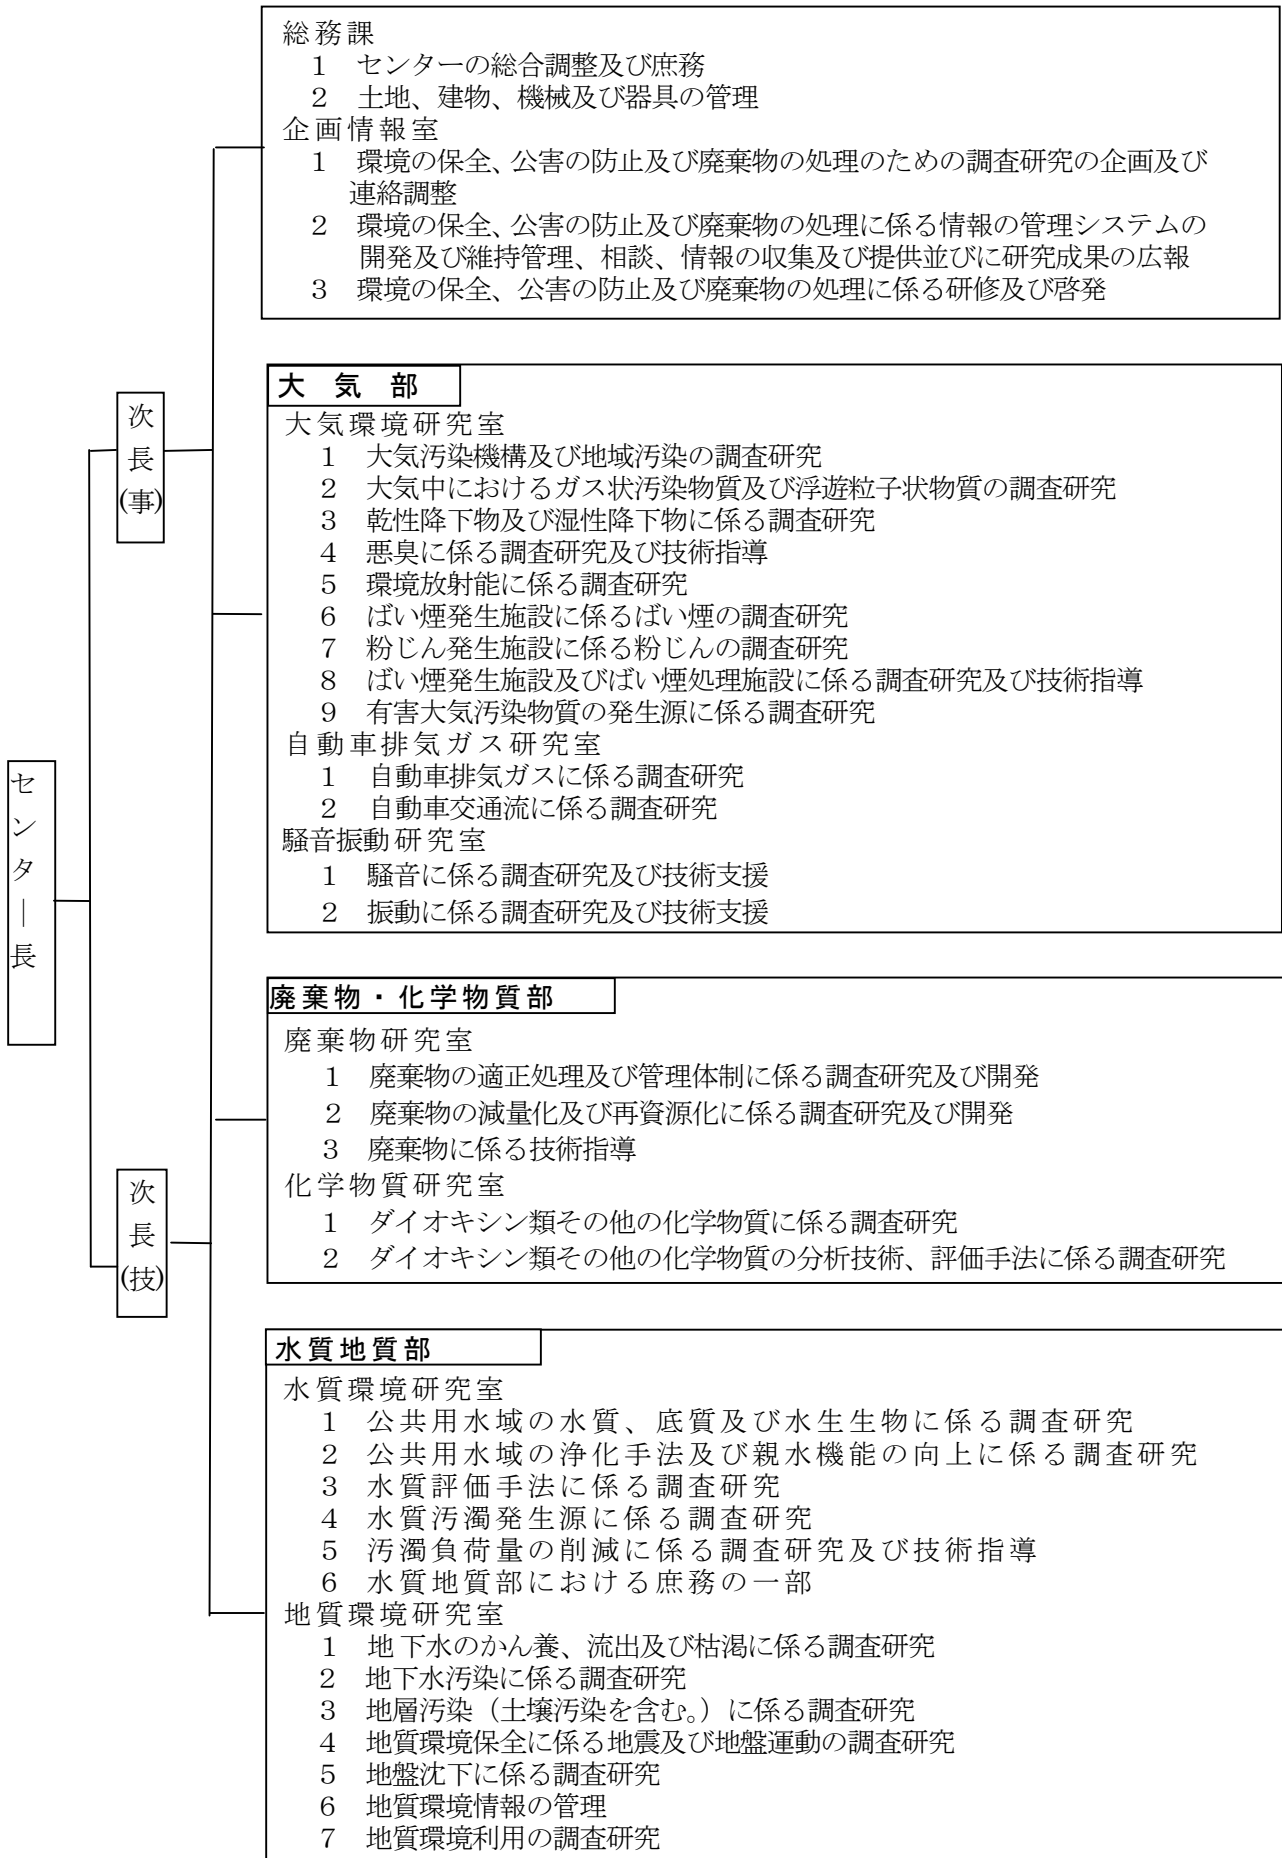 総務課
1 センターの総合調整及び庶務
2 土地、建物、機械及び器具の管理
企画情報室
1 環境の保全、公害の防止及び廃棄物の処理のための調査研究の企画及び
連絡調整
2 環境の保全、公害の防止及び廃棄物の処理に係る情報の管理システムの
開発及び維持管理、相談、情報の収集及び提供並びに研究成果の広報
3 環境の保全、公害の防止及び廃棄物の処理に係る研修及び啓発
センター長
次長(事)
次長(技)
大気部
大気環境研究室
1 大気汚染機構及び地域汚染の調査研究
2 大気中におけるガス状汚染物質及び浮遊粒子状物質の調査研究
3 乾性降下物及び湿性降下物に係る調査研究
4 悪臭に係る調査研究及び技術指導
5 環境放射能に係る調査研究
6 ばい煙発生施設に係るばい煙の調査研究
7 粉じん発生施設に係る粉じんの調査研究
8 ばい煙発生施設及びばい煙処理施設に係る調査研究及び技術指導
9 有害大気汚染物質の発生源に係る調査研究
自動車排気ガス研究室
1 自動車排気ガスに係る調査研究
2 自動車交通流に係る調査研究
騒音振動研究室
1 騒音に係る調査研究及び技術支援
2 振動に係る調査研究及び技術支援
廃棄物・化学物質部
廃棄物研究室
1 廃棄物の適正処理及び管理体制に係る調査研究及び開発
2 廃棄物の減量化及び再資源化に係る調査研究及び開発
3 廃棄物に係る技術指導
化学物質研究室
1 ダイオキシン類その他の化学物質に係る調査研究
2 ダイオキシン類その他の化学物質の分析技術、評価手法に係る調査研究
水質地質部
水質環境研究室
1 公共用水域の水質、底質及び水生生物に係る調査研究
2 公共用水域の浄化手法及び親水機能の向上に係る調査研究
3 水質評価手法に係る調査研究
4 水質汚濁発生源に係る調査研究
5 汚濁負荷量の削減に係る調査研究及び技術指導
6 水質地質部における庶務の一部
地質環境研究室
1 地下水のかん養、流出及び枯渇に係る調査研究
2 地下水汚染に係る調査研究
3 地層汚染（土壌汚染を含む。）に係る調査研究
4 地質環境保全に係る地震及び地盤運動の調査研究
5 地盤沈下に係る調査研究
6 地質環境情報の管理
7 地質環境利用の調査研究